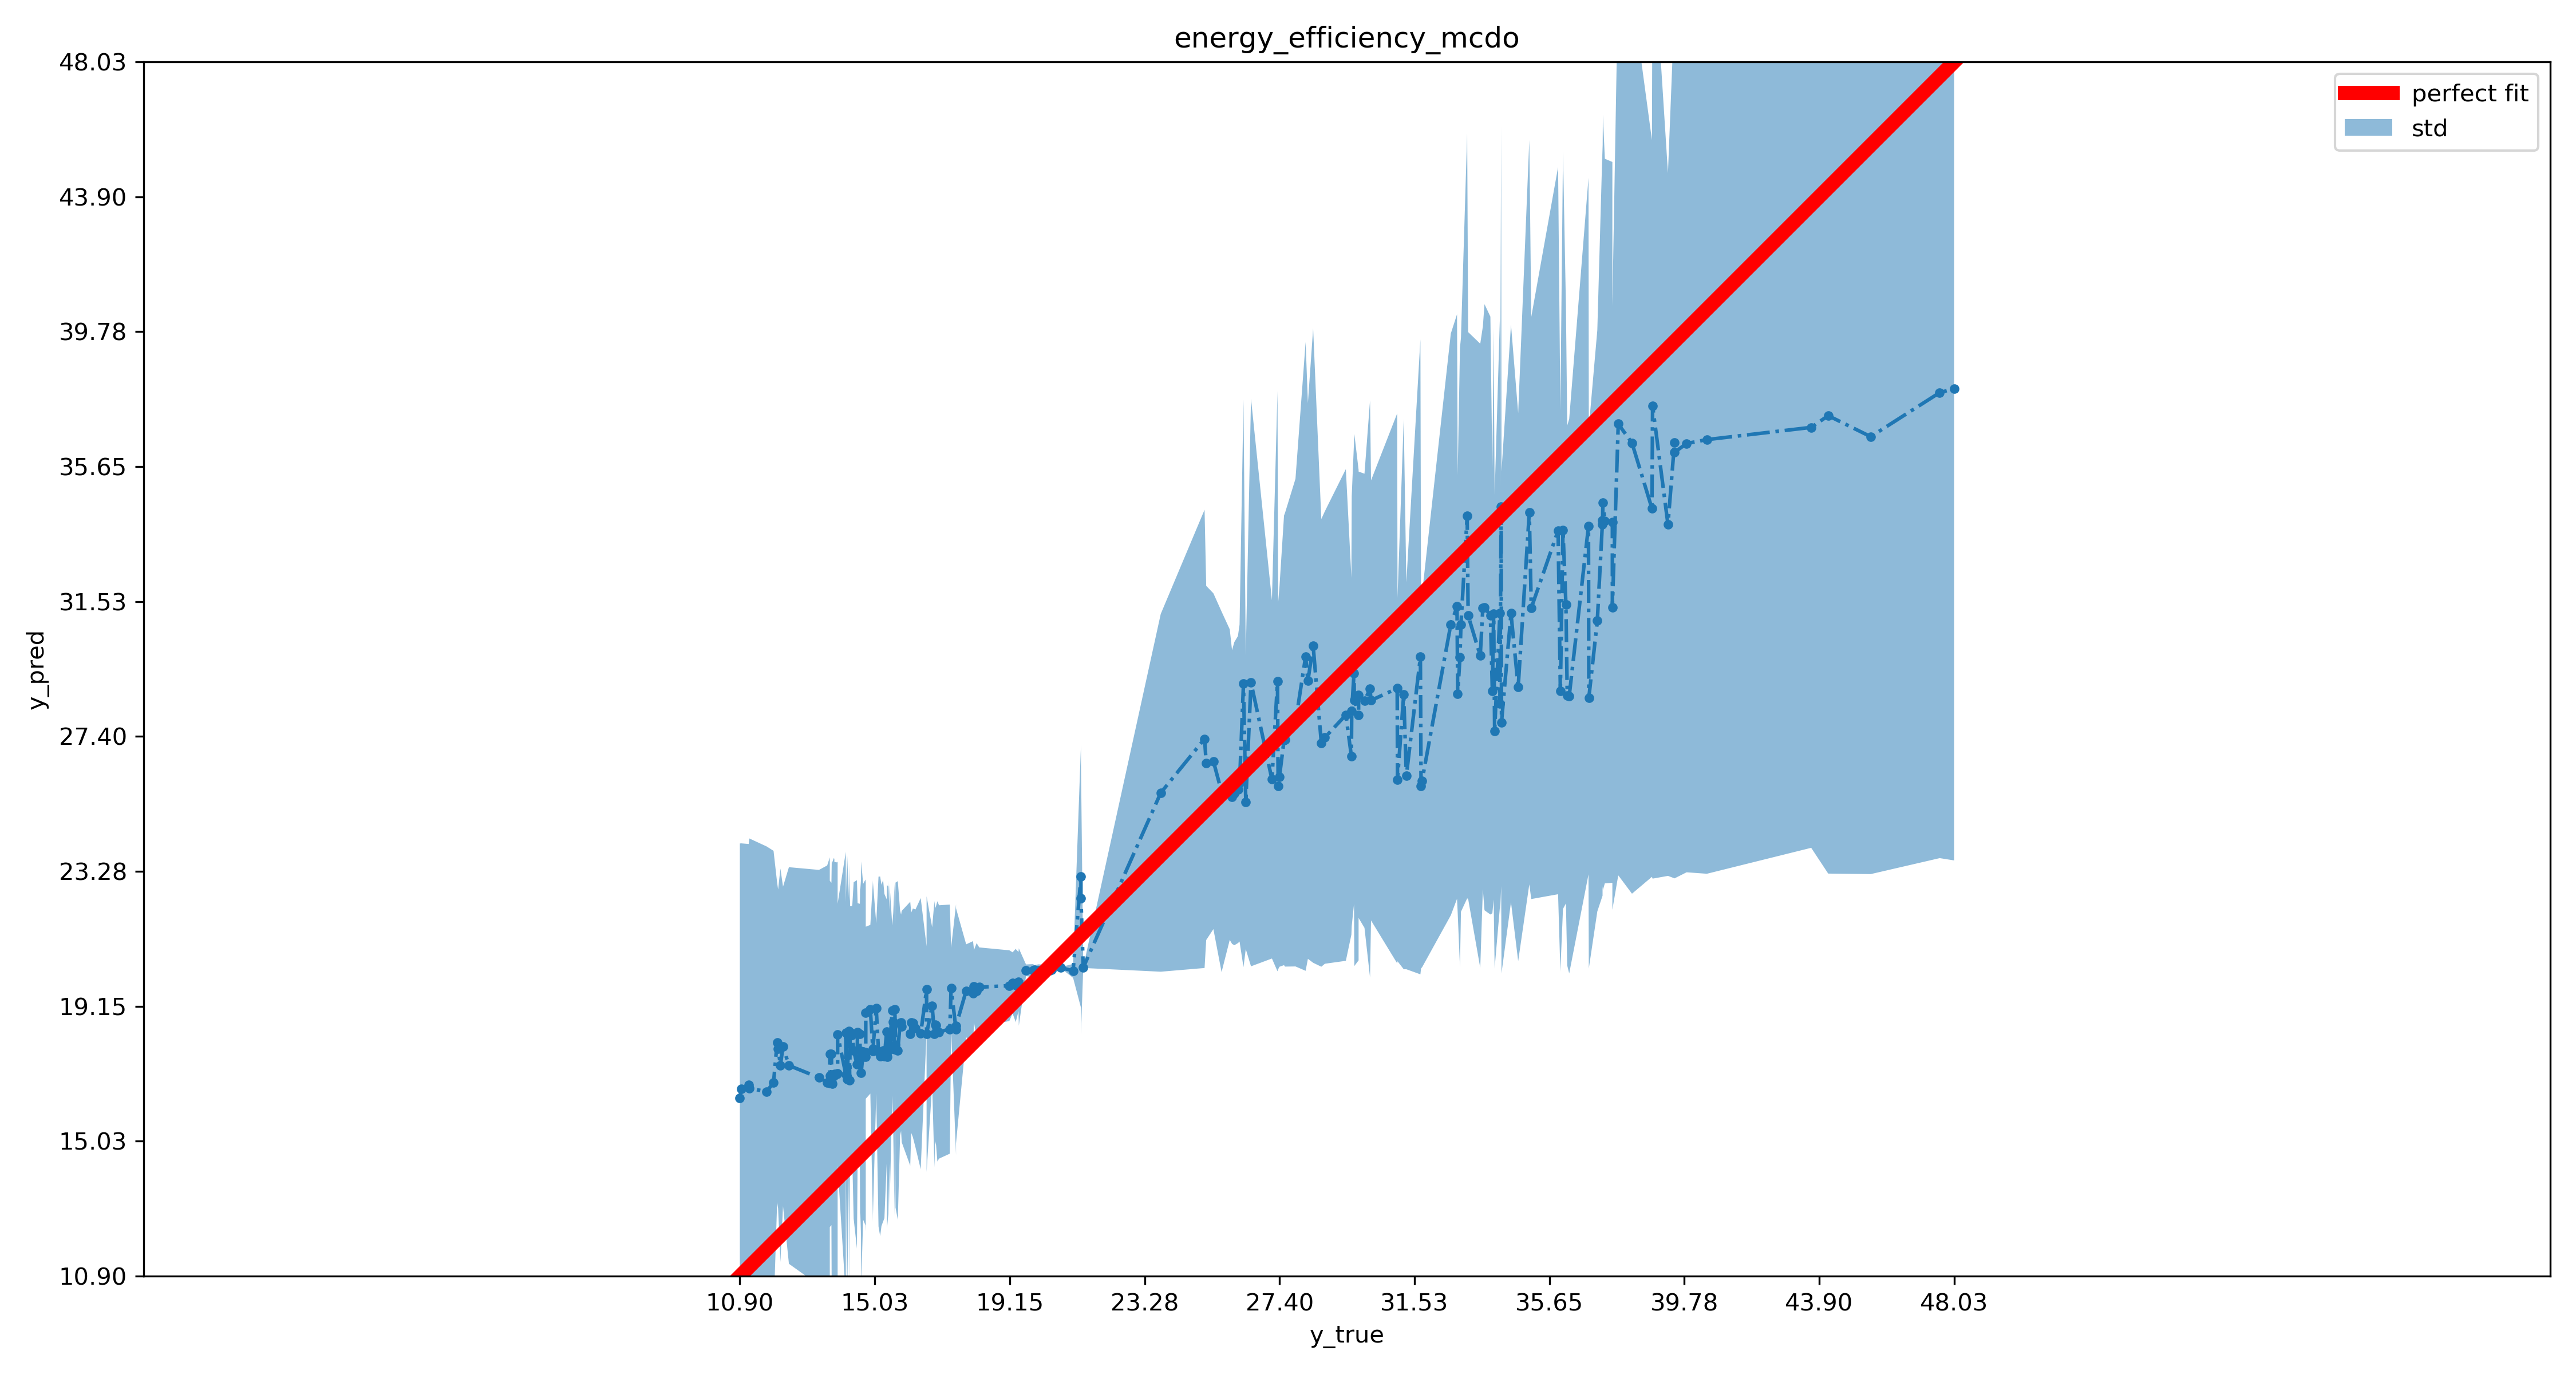 energy_efficiency_mcdo
perfect fit
std
48.03
43.90
39.78
35.65
31.53
27.40
23.28
19.15
15.03
10.90
y_pred
10.90 15.03 19.15 23.28 27.40 31.53 35.65 39.78 43.90 48.03
y_true